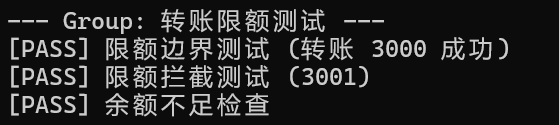 --- Group: 转账限额测试 ---
[PASS] 限额边界测试 (转账 3000 成功)
[PASS] 限额拦截测试 (3001)
[PASS] 余额不足检查